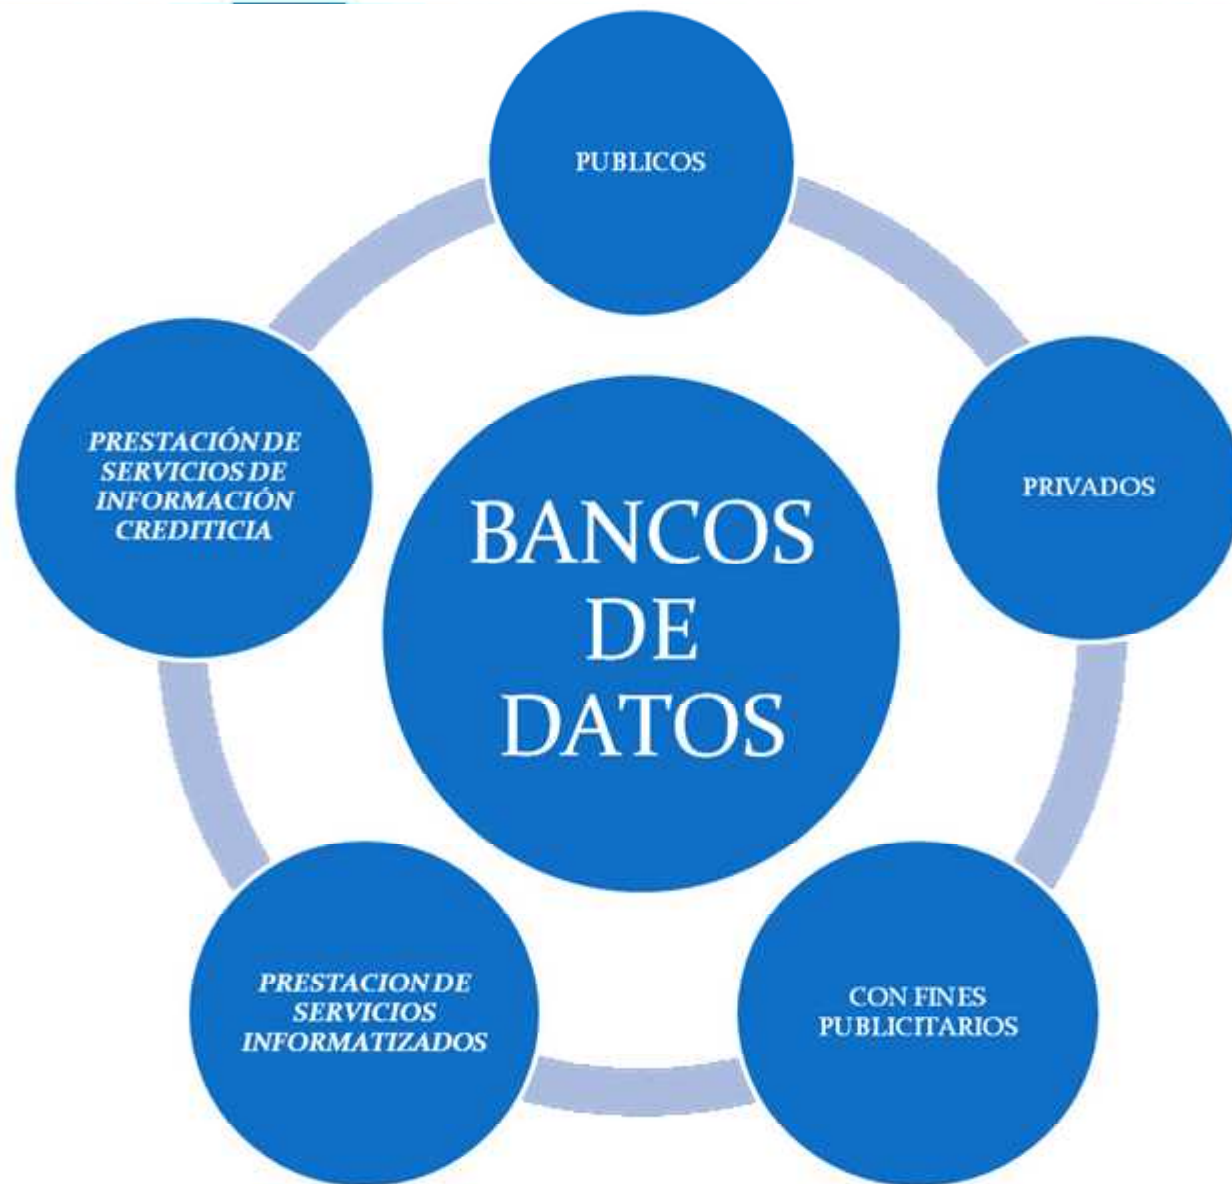 PUBLICOS
PRIVADOS
CON FINES
PUBLICITARIOS
PRESTACION DE
SERVICIOS
INFORMATIZADOS
PRESTACIÓN DE
SERVICIOS DE
INFORMACIÓN
CREDITICIA
BANCOS
DE
DATOS